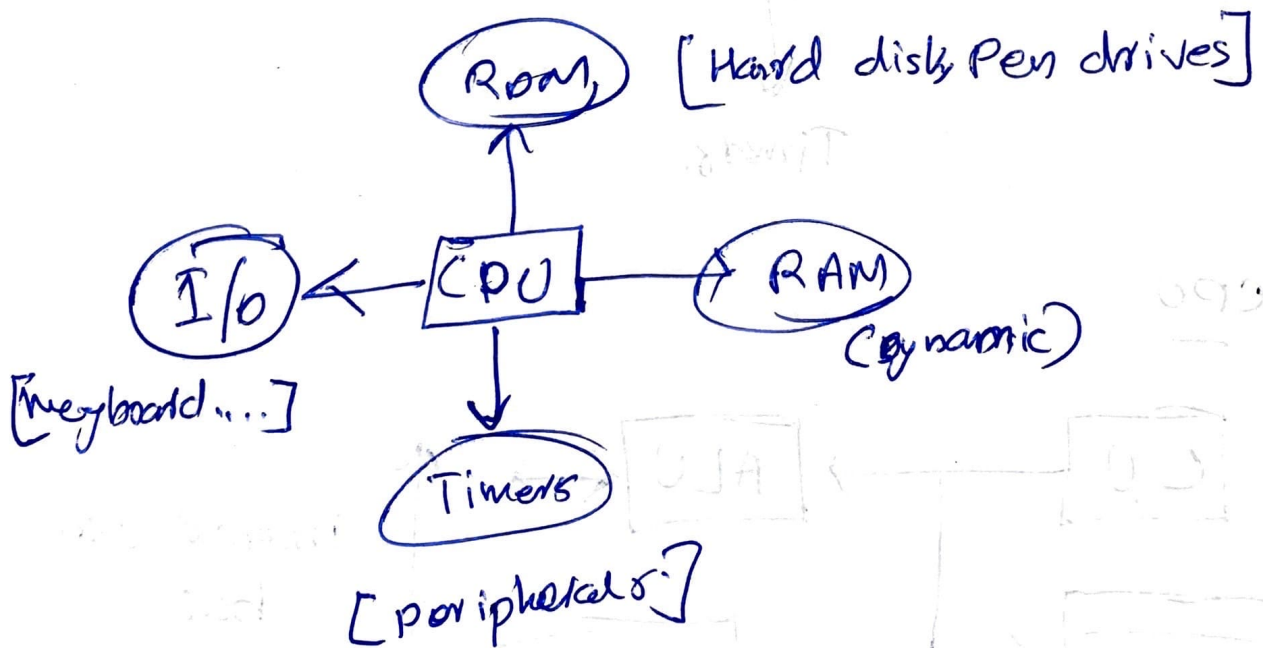 ROM [Hard disk, Pen drives]
I/O CPU RAM
(Dynamic)
[keyboard....]
Timers
[peripherals.]